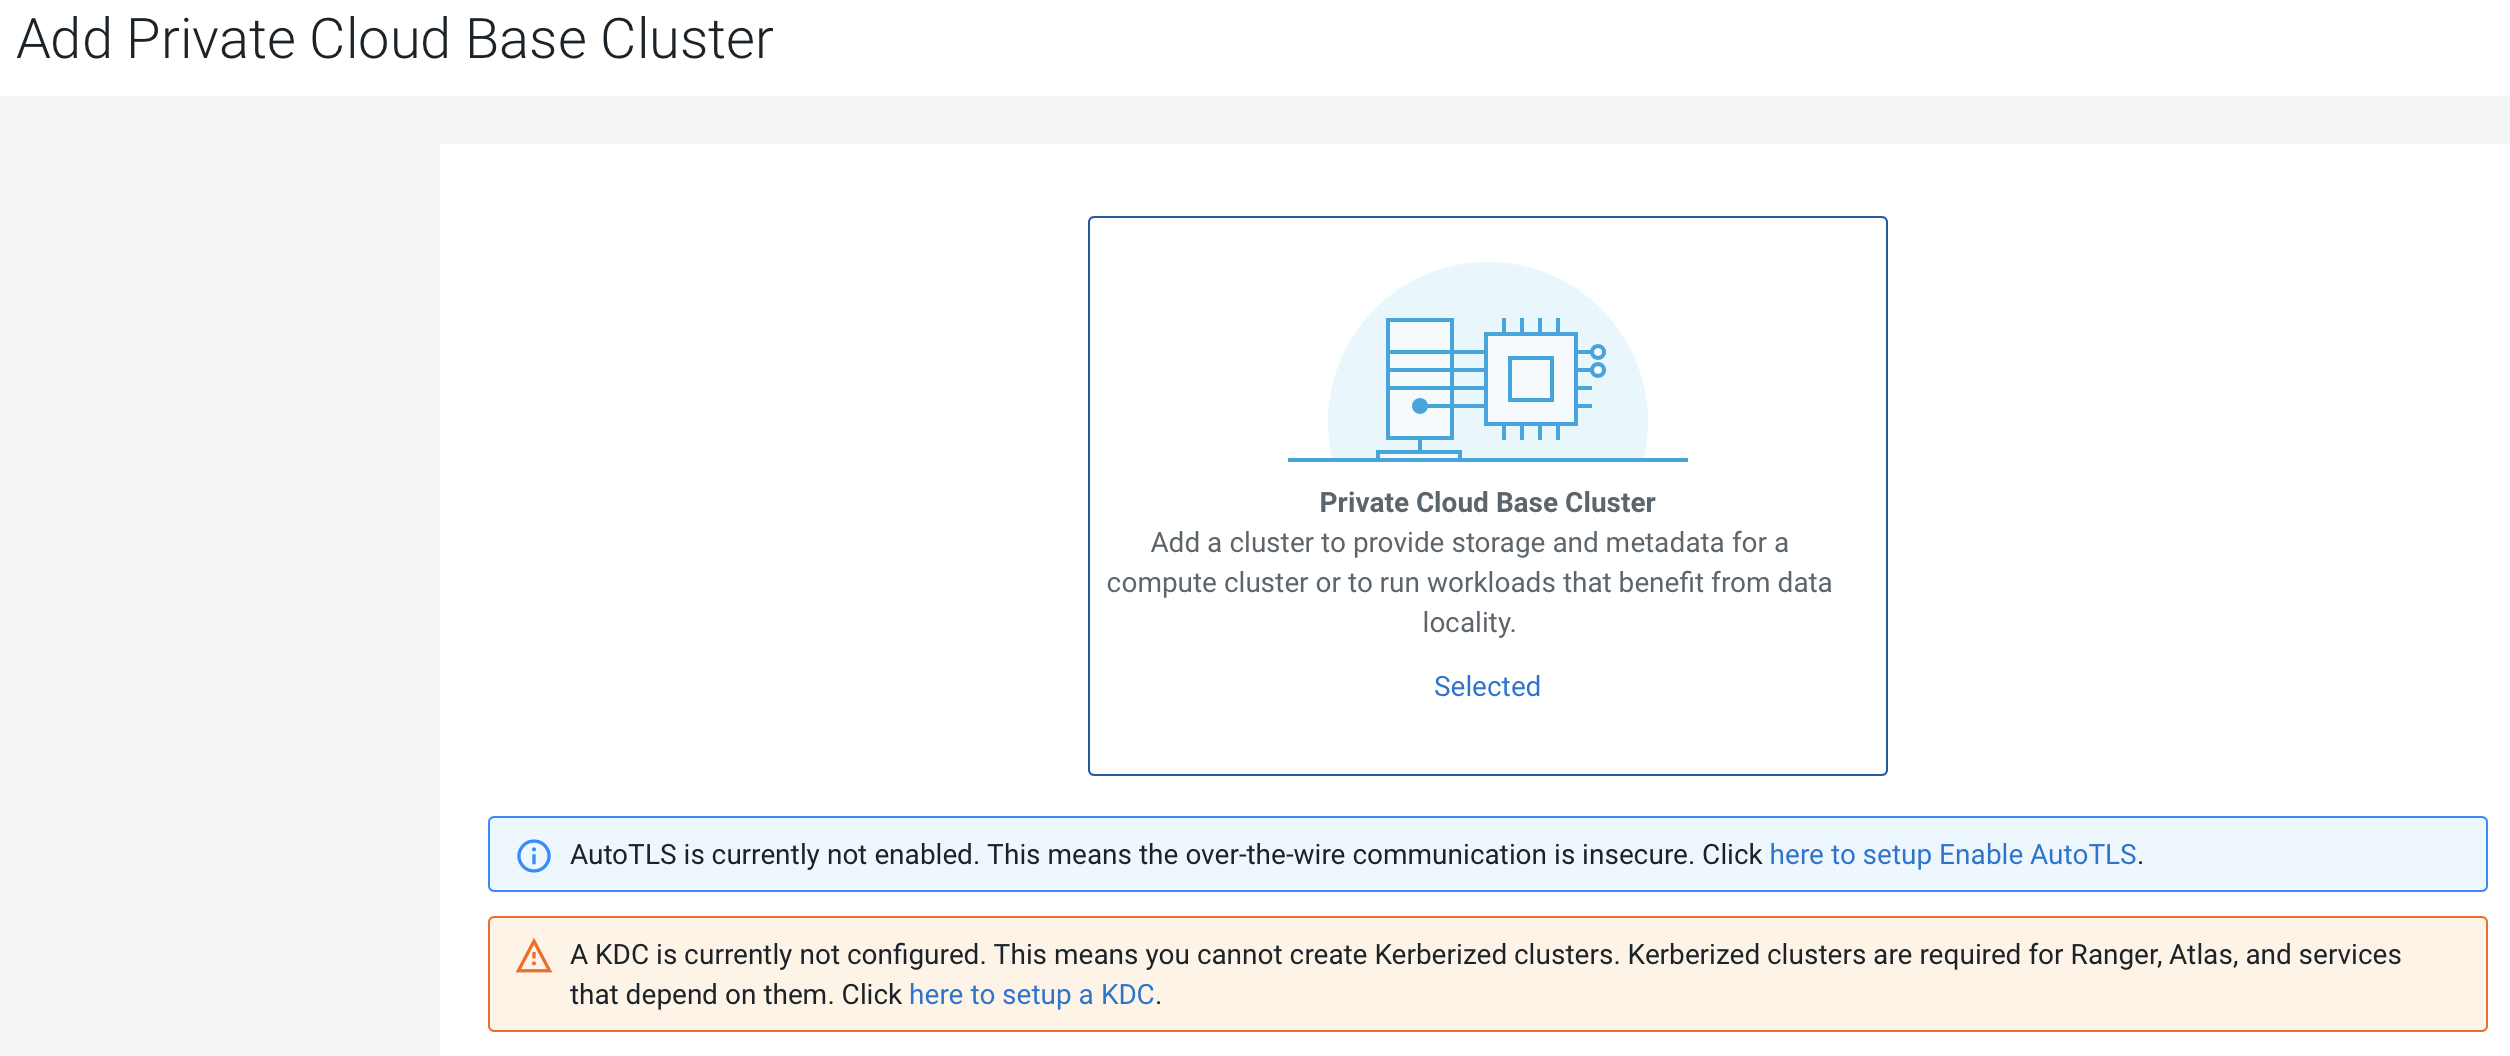 Add Private Cloud Base Cluster
Private Cloud Base Cluster
Add a cluster to provide storage and metadata for a
compute cluster or to run workloads that benefit from data
locality.
Selected
AutoTLS is currently not enabled. This means the over-the-wire communication is insecure. Click here to setup Enable AutoTLS.
A KDC is currently not configured. This means you cannot create Kerberized clusters. Kerberized clusters are required for Ranger, Atlas, and services
that depend on them. Click here to setup a KDC.